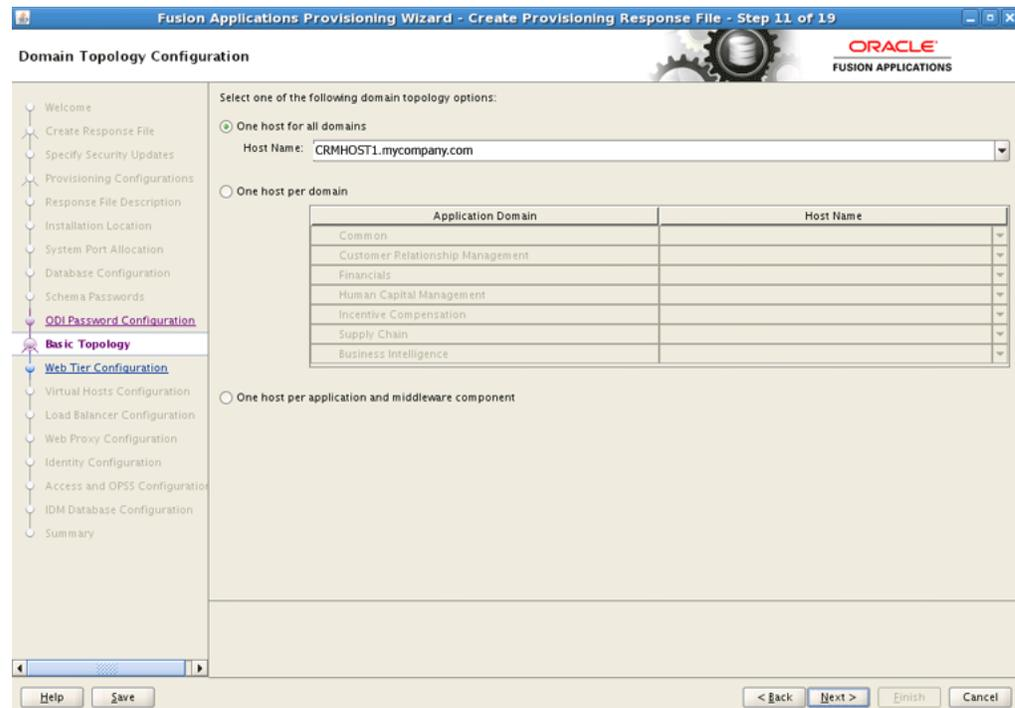 Fusion Applications Provisioning Wizard - Create Provisioning Response File - Step 11 of 19
Domain Topology Configuration
ORACLE
FUSION APPLICATIONS
Welcome
Create Response File
Specify Security Updates
Provisioning Configurations
Response File Description
Installation Location
System Port Allocation
Database Configuration
Schema Passwords
ODI Password Configuration
Basic Topology
Web Tier Configuration
Virtual Hosts Configuration
Load Balancer Configuration
Web Proxy Configuration
Identity Configuration
Access and OPSS Configuration
IDM Database Configuration
Summary
Select one of the following domain topology options:
One host for all domains
Host Name: CRMHOST1.mycompany.com
One host per domain
Application Domain Host Name
Common
Customer Relationship Management
Financials
Human Capital Management
Incentive Compensation
Supply Chain
Business Intelligence
One host per application and middleware component
Help Save < Back Next > Finish Cancel